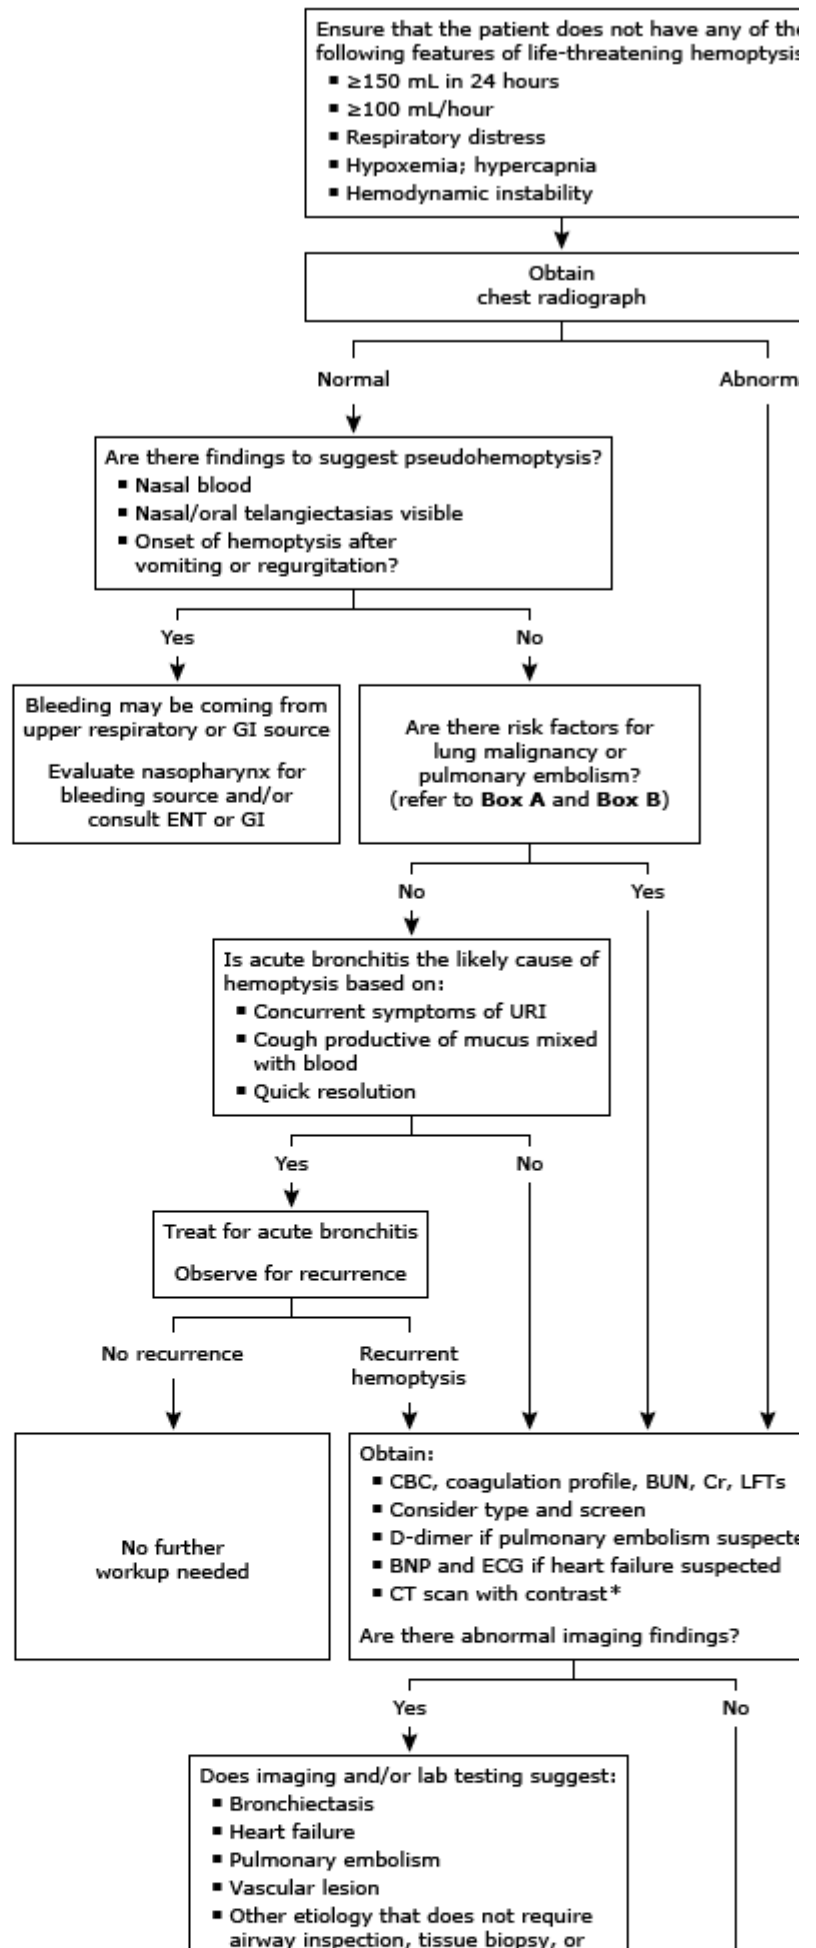 Ensure that the patient does not have any of the
following features of life-threatening hemoptysis
▪ ≥150 mL in 24 hours
▪ ≥100 mL/hour
▪ Respiratory distress
▪ Hypoxemia; hypercapnia
▪ Hemodynamic instability
Obtain
chest radiograph
Normal
Abnorm
Are there findings to suggest pseudohemoptysis?
▪ Nasal blood
▪ Nasal/oral telangiectasias visible
▪ Onset of hemoptysis after
vomiting or regurgitation?
Yes
No
Bleeding may be coming from
upper respiratory or GI source
Evaluate nasopharynx for
bleeding source and/or
consult ENT or GI
Are there risk factors for
lung malignancy or
pulmonary embolism?
(refer to Box A and Box B)
No
Yes
Is acute bronchitis the likely cause of
hemoptysis based on:
▪ Concurrent symptoms of URI
▪ Cough productive of mucus mixed
with blood
▪ Quick resolution
Yes
No
Treat for acute bronchitis
Observe for recurrence
No recurrence
Recurrent
hemoptysis
No further
workup needed
Obtain:
▪ CBC, coagulation profile, BUN, Cr, LFTs
▪ Consider type and screen
▪ D-dimer if pulmonary embolism suspecte
▪ BNP and ECG if heart failure suspected
▪ CT scan with contrast*
Are there abnormal imaging findings?
Yes
No
Does imaging and/or lab testing suggest:
▪ Bronchiectasis
▪ Heart failure
▪ Pulmonary embolism
▪ Vascular lesion
▪ Other etiology that does not require
airway inspection, tissue biopsy, or